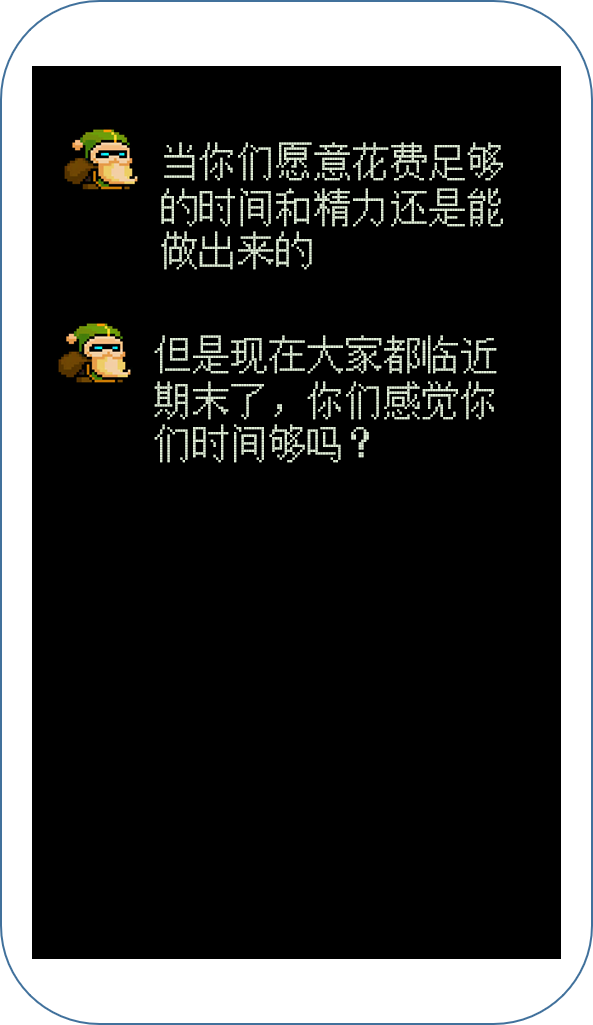 当你们愿意花费足够
的时间和精力还是能
做出来的
但是现在大家都临近
期末了，你们感觉你
们时间够吗？